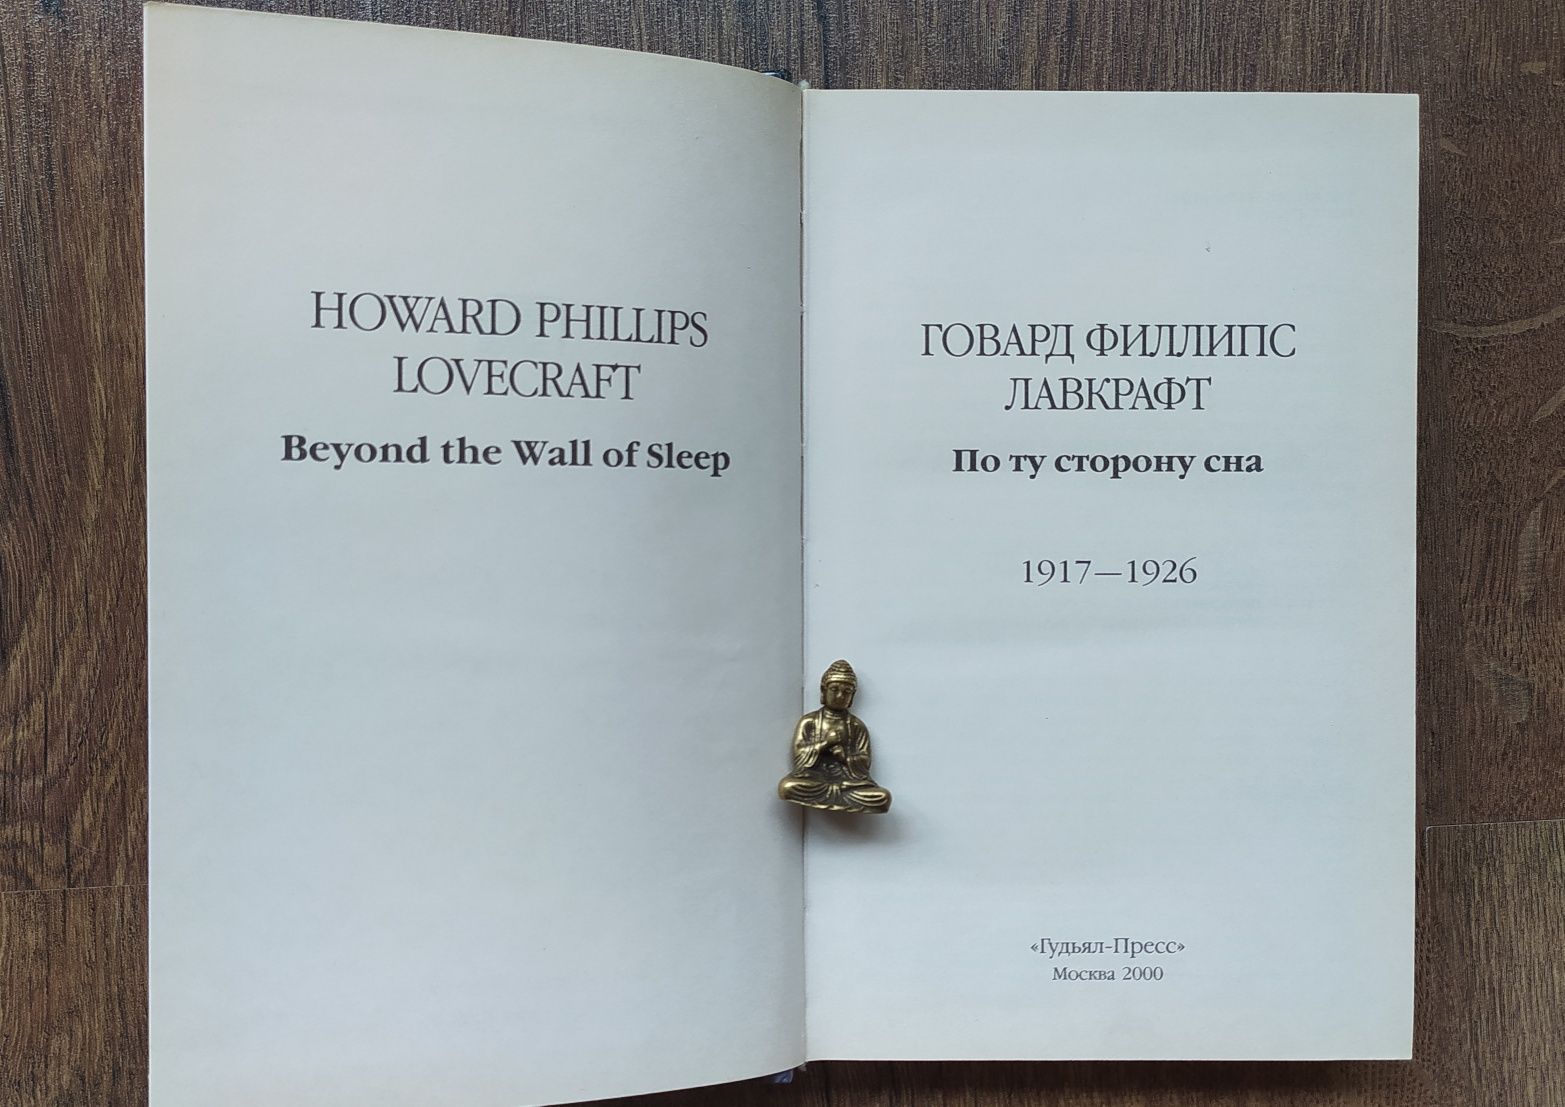 HOWARD PHILLIPS
LOVECRAFT
Beyond the Wall of Sleep
ГОВАРД ФИЛЛИПС
ЛАВКРАФТ
По ту сторону сна
1917—1926
«Гудьял-Пресс»
Москва 2000